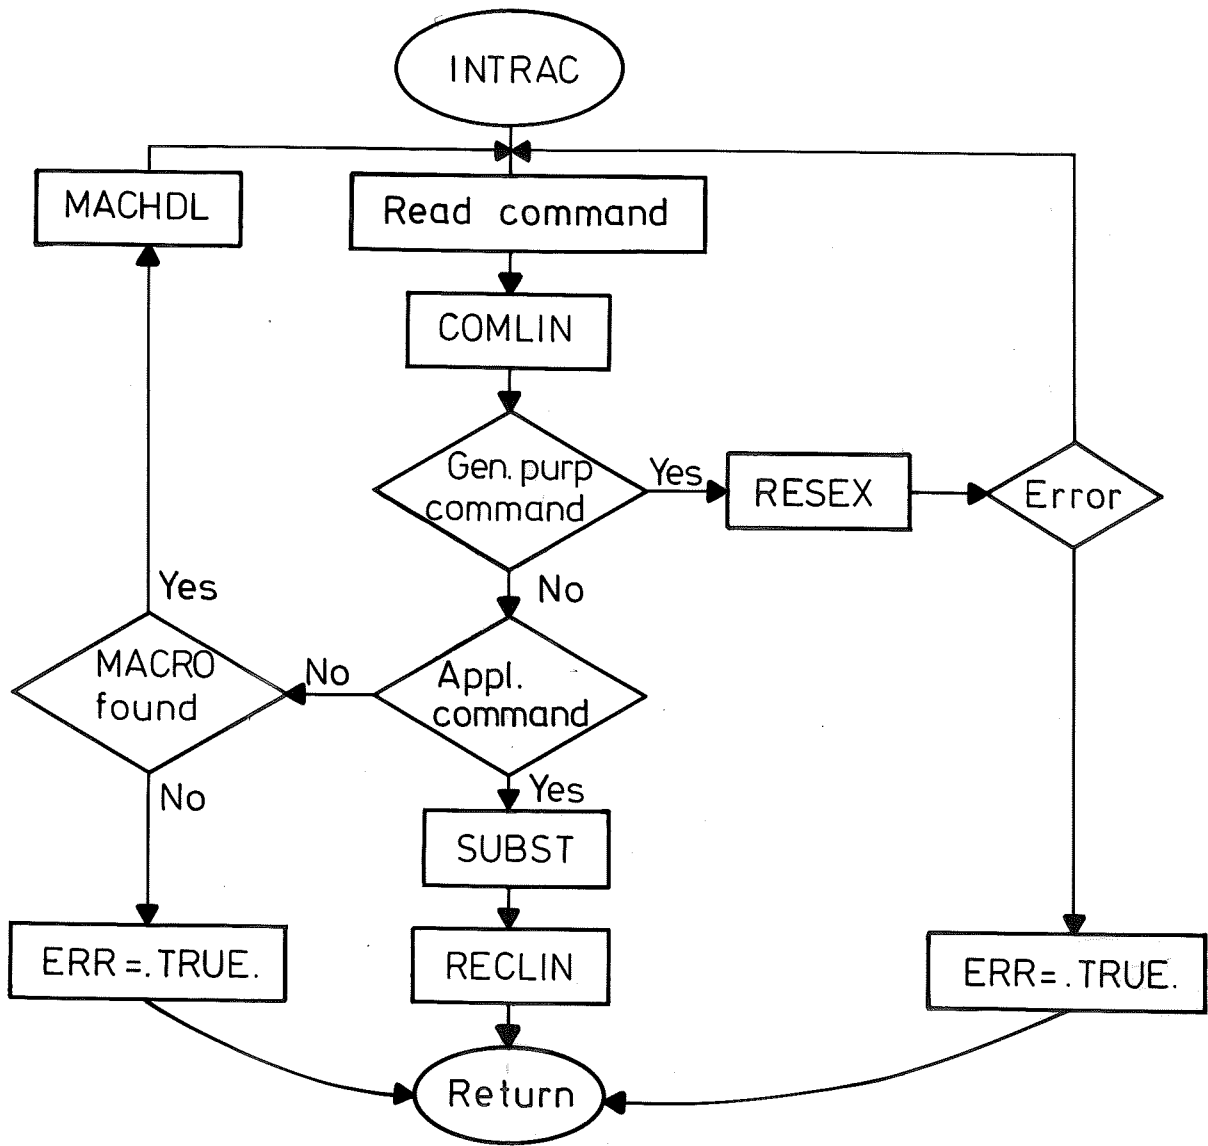 INTRAC
MACHDL
Read command
COMLIN
Gen. purp
command
Yes
RESEX
Error
No
Yes
MACRO
found
No
Appl.
command
No
Yes
SUBST
ERR=.TRUE.
RECLIN
ERR=.TRUE.
Return